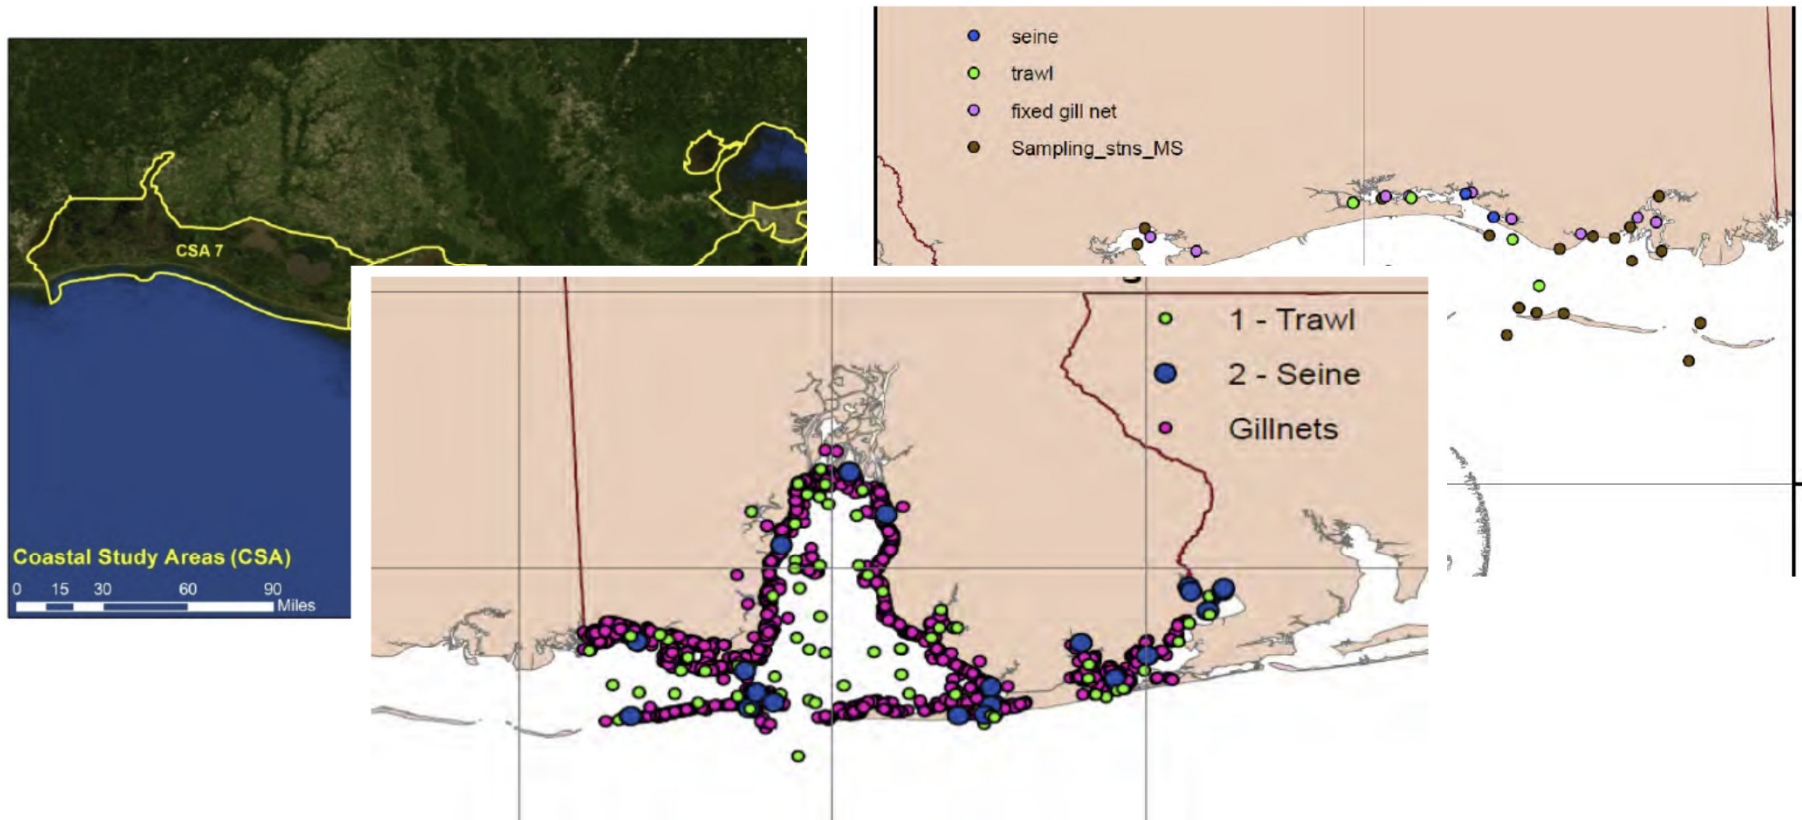 CSA 7
Coastal Study Areas (CSA)
0 15 30 60 90
Miles
seine
trawl
fixed gill net
Sampling_stns_MS
1 - Trawl
2 - Seine
Gillnets